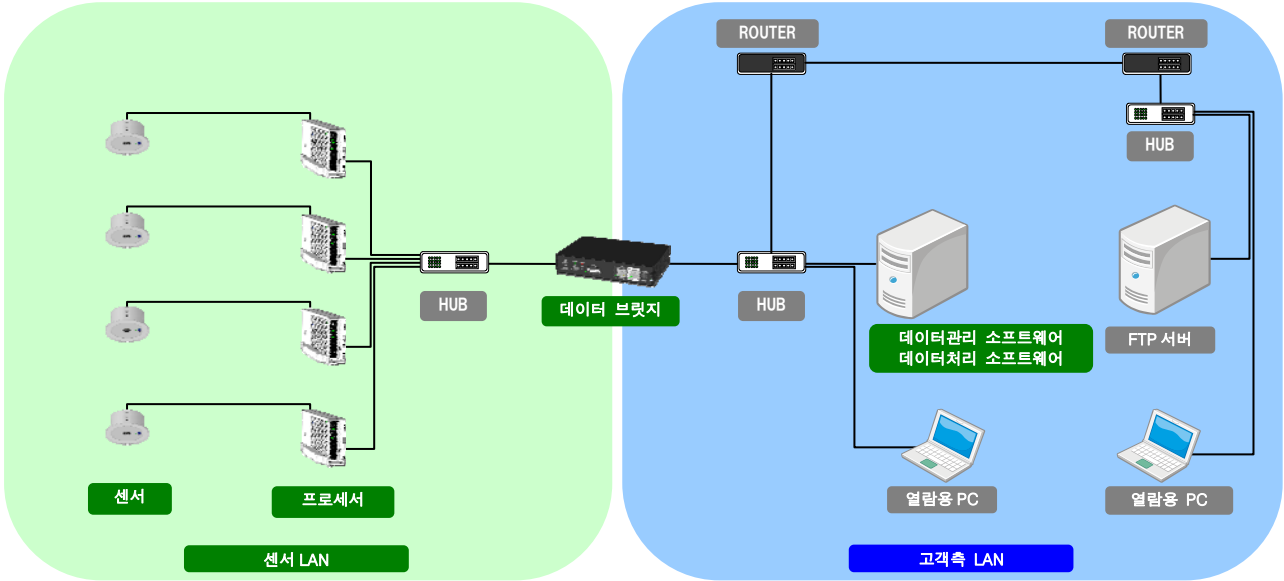 ROUTER
ROUTER
HUB
HUB
데이터 브릿지
HUB
데이터관리 소프트웨어
데이터처리 소프트웨어
FTP 서버
센서
프로세서
열람용 PC
열람용 PC
센서 LAN
고객측 LAN